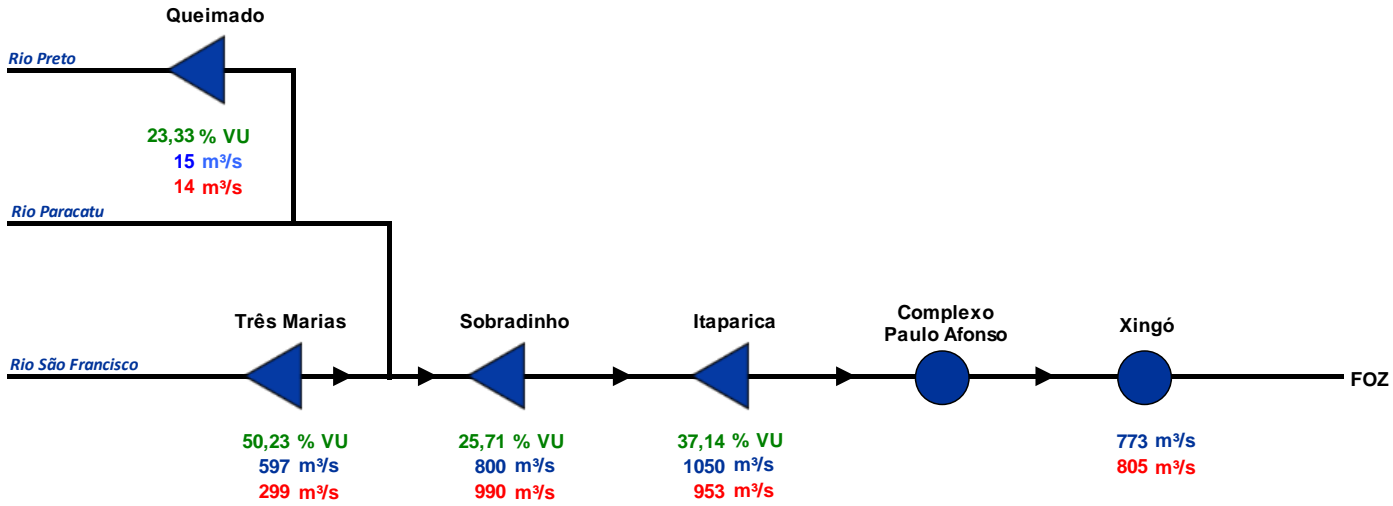 Queimado
Rio Preto
23,33 % VU
15 m³/s
14 m³/s
Rio Paracatu
Três Marias
Sobradinho
Itaparica
Complexo
Paulo Afonso
Xingó
Rio São Francisco
FOZ
50,23 % VU
597 m³/s
299 m³/s
25,71 % VU
800 m³/s
990 m³/s
37,14 % VU
1050 m³/s
953 m³/s
773 m³/s
805 m³/s